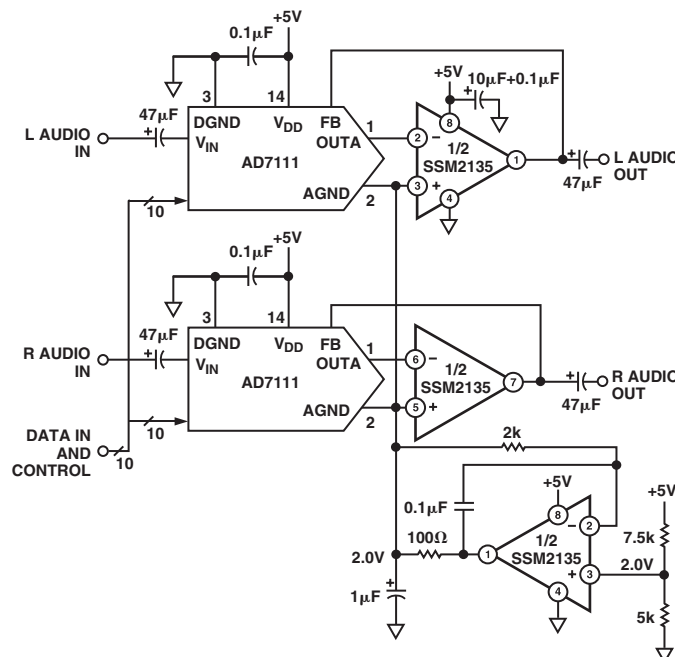 +5V
0.1µF
3
14
DGND
VDD
FB
OUTA
1
47µF
+
L AUDIO
IN
VIN
AD7111
AGND
2
10
+5V
10µF+0.1µF
+
8
2
–
1/2
SSM2135
3
+
4
1
+
47µF
L AUDIO
OUT
+5V
0.1µF
3
14
DGND
VDD
FB
OUTA
1
47µF
+
R AUDIO
IN
VIN
AD7111
AGND
2
10
6
–
1/2
SSM2135
5
+
7
+
47µF
R AUDIO
OUT
DATA IN
AND
CONTROL
10
2k
0.1µF
+5V
8
–
2
100Ω
1
1/2
SSM2135
+
3
4
2.0V
+
1µF
+5V
7.5k
2.0V
5k